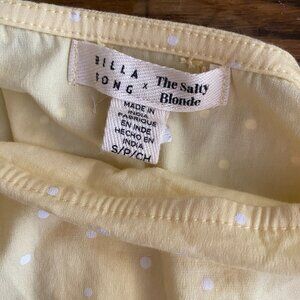 BILLA
BONG × The Salty
Blonde
MADE IN
INDIA
FABRIQUÉ
EN INDE
HECHO EN
INDIA
S/P/CH